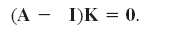 (A − I)K = 0.